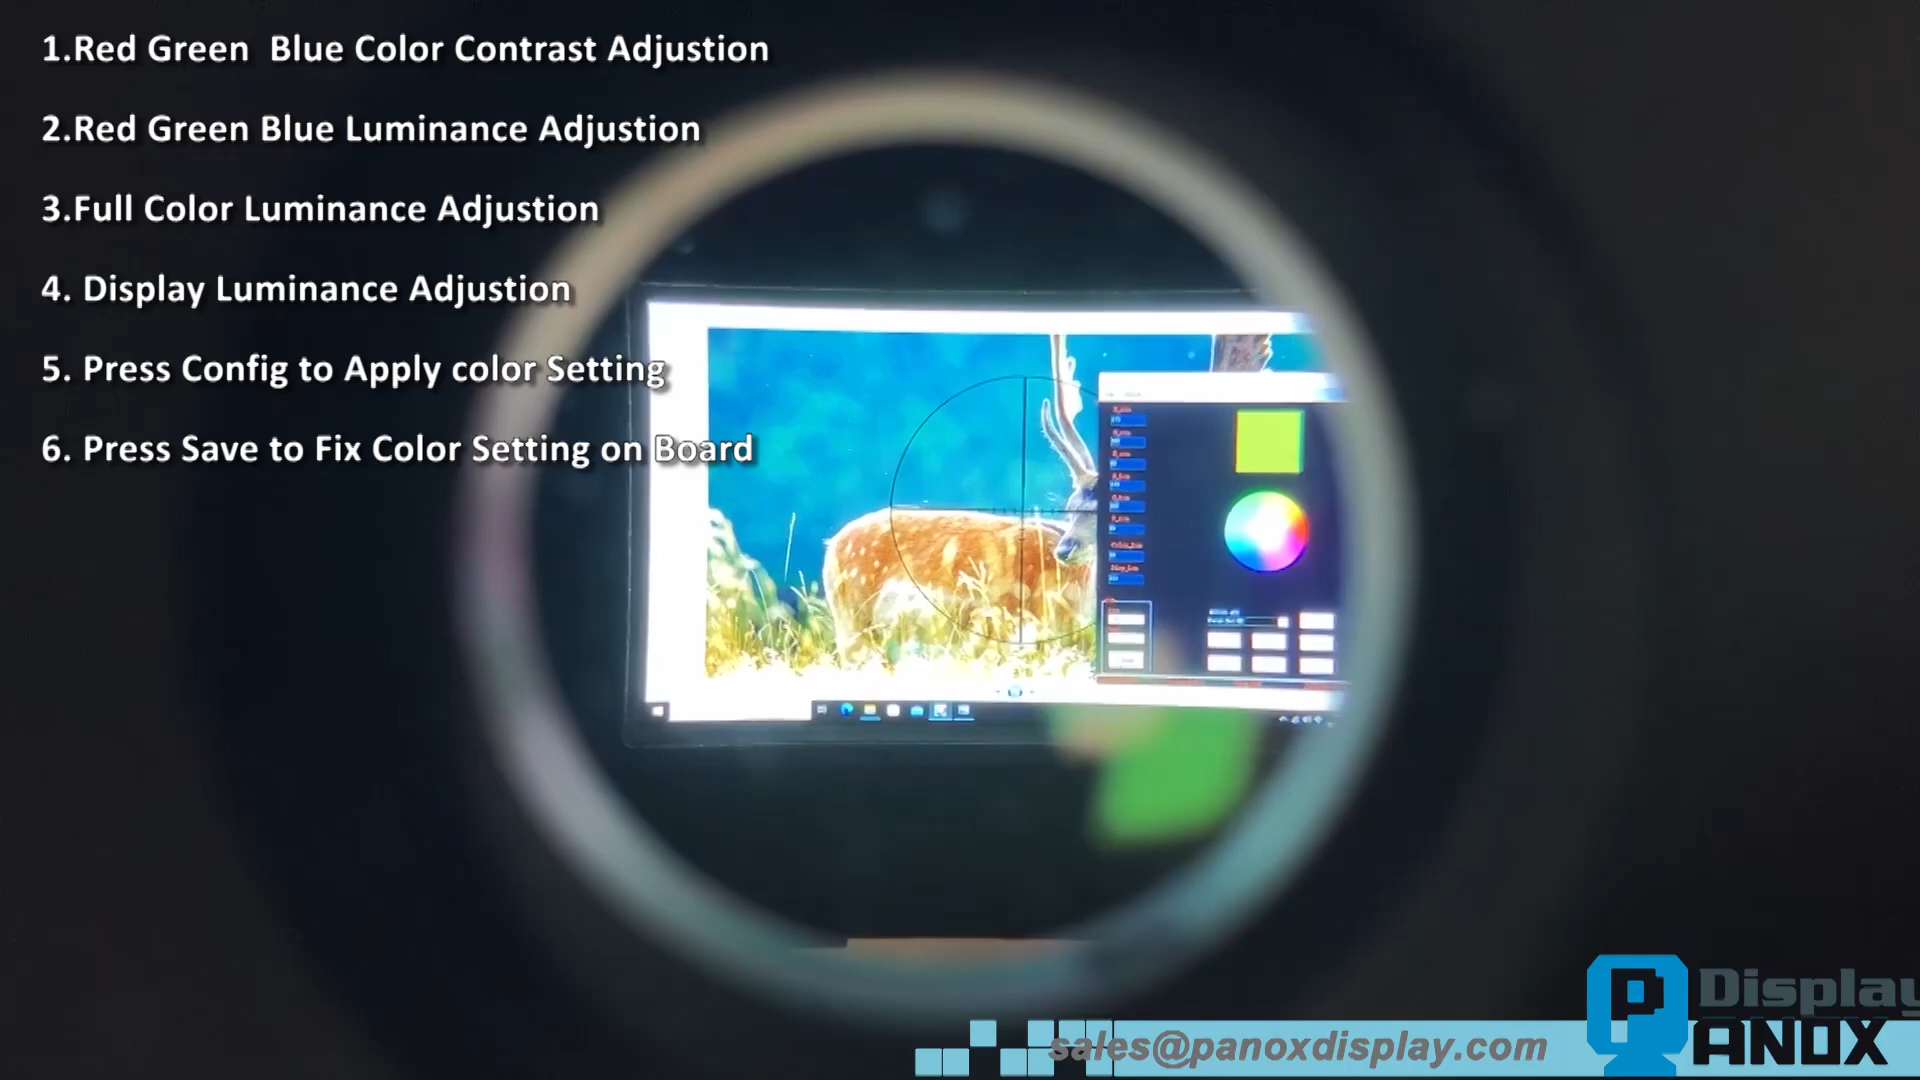 1.Red Green  Blue Color Contrast Adjustion
2.Red Green Blue Luminance Adjustion
3.Full Color Luminance Adjustion
4. Display Luminance Adjustion
5. Press Config to Apply color Setting
6. Press Save to Fix Color Setting on Board
Display
PANOX
sales@panoxdisplay.com